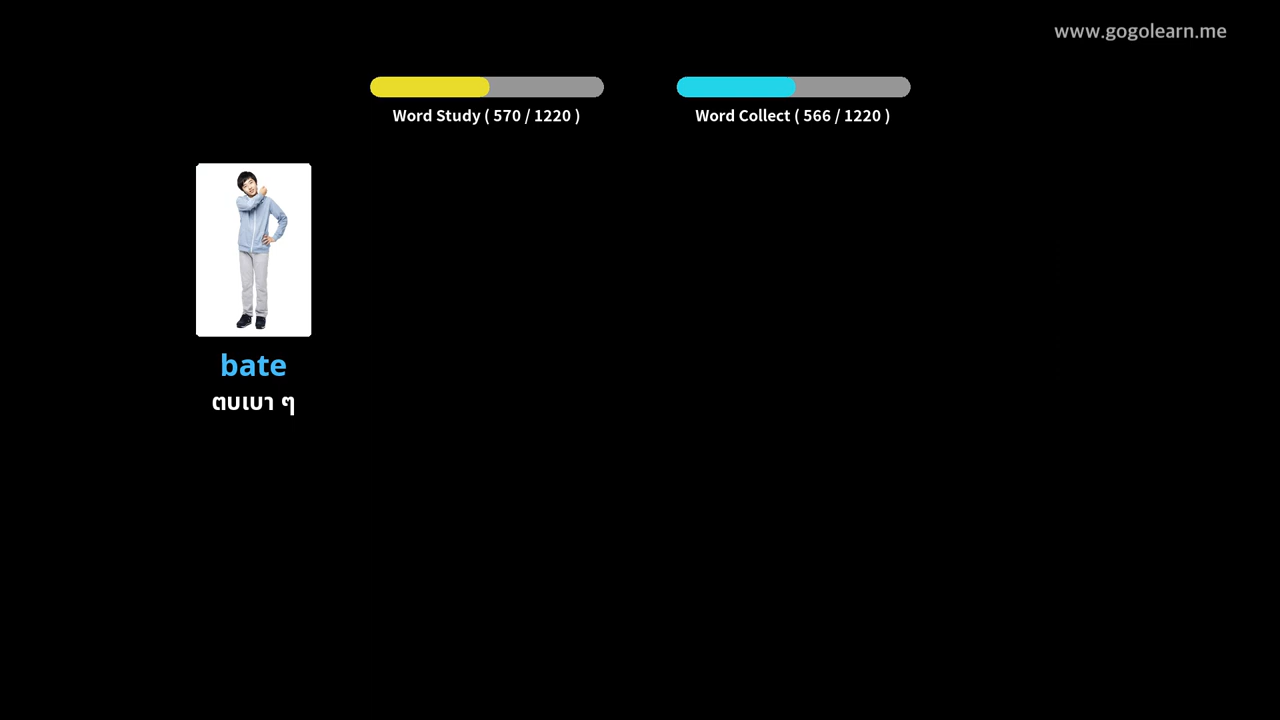 www.gogolearn.me
Word Study ( 570 / 1220 )
Word Collect ( 566 / 1220 )
bate
ตบเบา ๆ